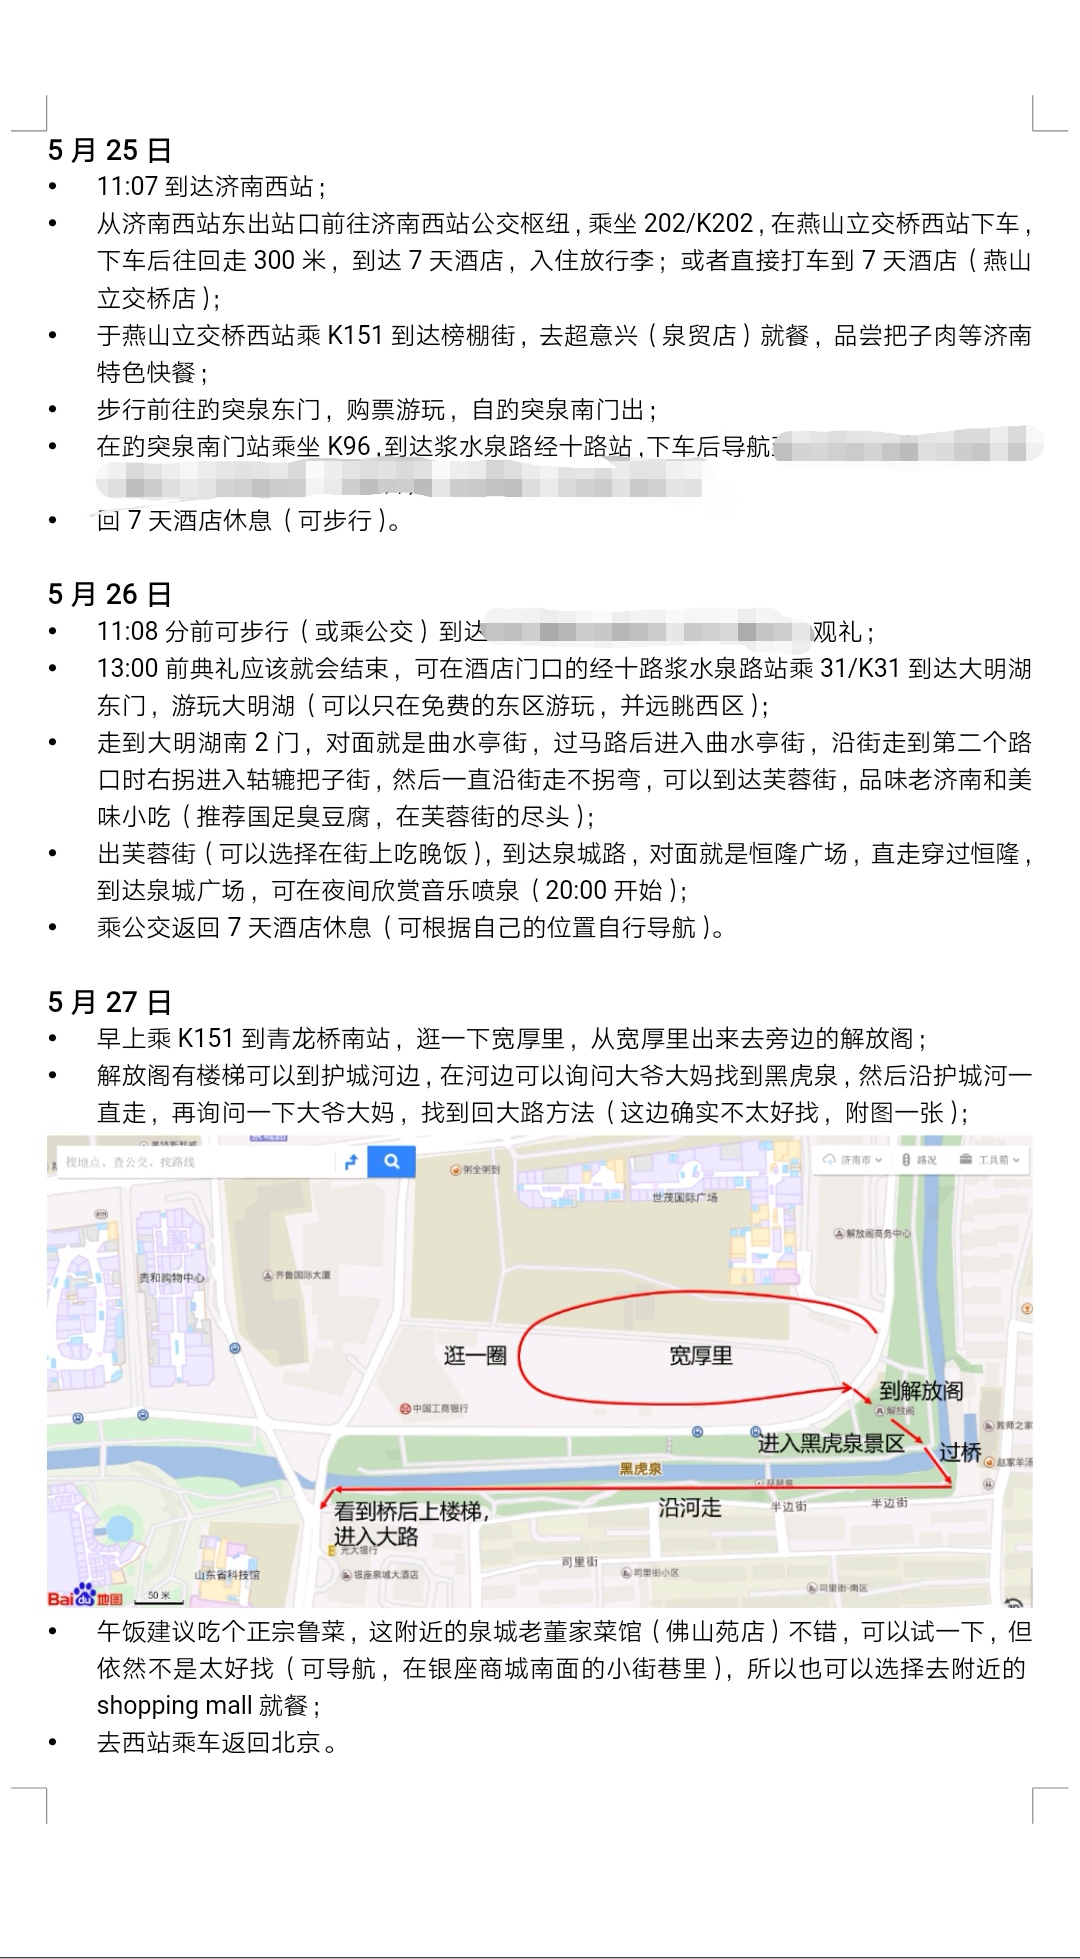 5 月 25 日
• 11:07 到达济南西站；
• 从济南西站东出站口前往济南西站公交枢纽，乘坐 202/K202，在燕山立交桥西站下车，
下车后往回走 300 米，到达 7 天酒店，入住放行李；或者直接打车到 7 天酒店（燕山
立交桥店）；
• 于燕山立交桥西站乘 K151 到达榜棚街，去超意兴（泉贸店）就餐，品尝把子肉等济南
特色快餐；
• 步行前往趵突泉东门，购票游玩，自趵突泉南门出；
• 在趵突泉南门站乘坐 K96，到达浆水泉路经十路站，下车后导航
• 回 7 天酒店休息（可步行）。
5 月 26 日
• 11:08 分前可步行（或乘公交）到达 观礼；
• 13:00 前典礼应该就会结束，可在酒店门口的经十路浆水泉路站乘 31/K31 到达大明湖
东门，游玩大明湖（可以只在免费的东区游玩，并远眺西区）；
• 走到大明湖南 2 门，对面就是曲水亭街，过马路后进入曲水亭街，沿街走到第二个路
口时右拐进入轱辘把子街，然后一直沿街走不拐弯，可以到达芙蓉街，品味老济南和美
味小吃（推荐国足臭豆腐，在芙蓉街的尽头）；
• 出芙蓉街（可以选择在街上吃晚饭），到达泉城路，对面就是恒隆广场，直走穿过恒隆，
到达泉城广场，可在夜间欣赏音乐喷泉（20:00 开始）；
• 乘公交返回 7 天酒店休息（可根据自己的位置自行导航）。
5 月 27 日
• 早上乘 K151 到青龙桥南站，逛一下宽厚里，从宽厚里出来去旁边的解放阁；
• 解放阁有楼梯可以到护城河边，在河边可以询问大爷大妈找到黑虎泉，然后沿护城河一
直走，再询问一下大爷大妈，找到回大路方法（这边确实不太好找，附图一张）；
搜地点、查公交、找路线
济南市 路况 工具箱
粥全粥到
世茂国际广场
解放阁商务中心
贵和购物中心
齐鲁国际大厦
逛一圈
宽厚里
到解放阁
解放阁
中国工商银行
教师之家
进入黑虎泉景区
过桥
赵家羊汤
黑虎泉
琵琶泉
看到桥后上楼梯，
进入大路
沿河走
半边街
半边街
光大银行
司里街
山东省科技馆
银座泉城大酒店
司里街小区
司里街-南区
Bai du 地图
50 米
• 午饭建议吃个正宗鲁菜，这附近的泉城老董家菜馆（佛山苑店）不错，可以试一下，但
依然不是太好找（可导航，在银座商城南面的小街巷里），所以也可以选择去附近的
shopping mall 就餐；
• 去西站乘车返回北京。